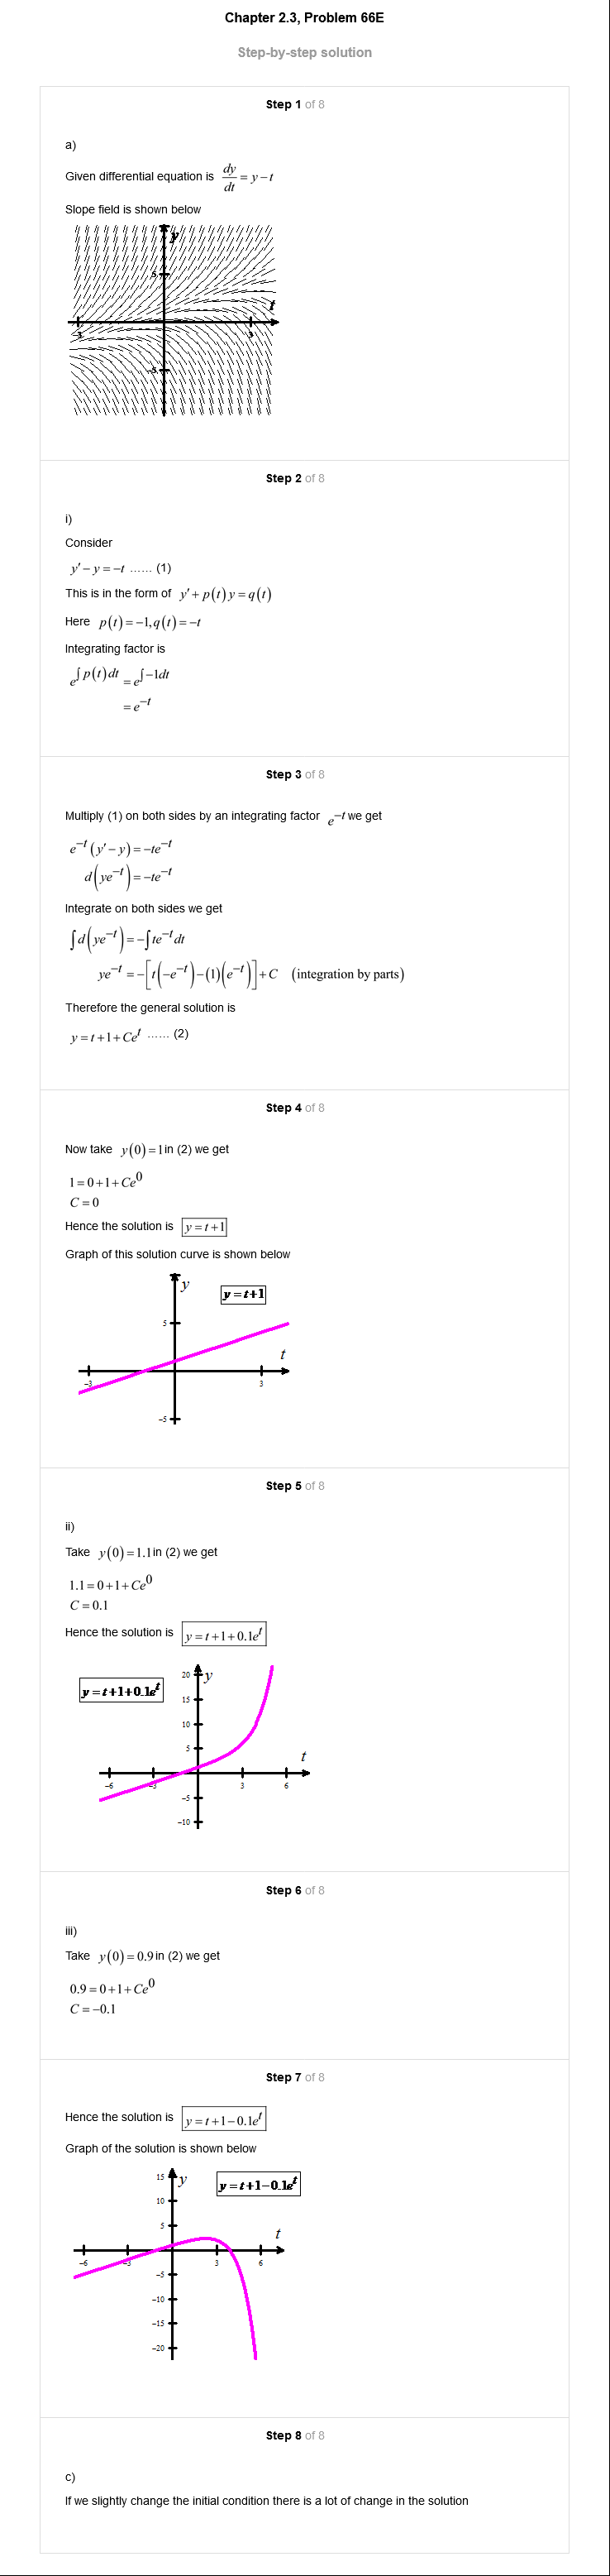 Chapter 2.3, Problem 66E
Step-by-step solution
Step 1 of 8
a)
Given differential equation is dy/dt = y − t
Slope field is shown below
y
5
t
-3
3
-5
Step 2 of 8
i)
Consider
y′ − y = −t ...... (1)
This is in the form of y′ + p(t) y = q(t)
Here p(t) = −1, q(t) = −t
Integrating factor is
e^∫p(t)dt = e^∫−1dt
= e^−t
Step 3 of 8
Multiply (1) on both sides by an integrating factor e^−t we get
e^−t (y′ − y) = −te^−t
d(ye^−t) = −te^−t
Integrate on both sides we get
∫d(ye^−t) = −∫te^−t dt
ye^−t = −[t(−e^−t) − (1)(e^−t)] + C (integration by parts)
Therefore the general solution is
y = t + 1 + Ce^t ...... (2)
Step 4 of 8
Now take y(0) = 1 in (2) we get
1 = 0 + 1 + Ce^0
C = 0
Hence the solution is y = t + 1
Graph of this solution curve is shown below
y
y = t+1
5
t
-3
3
-5
Step 5 of 8
ii)
Take y(0) = 1.1 in (2) we get
1.1 = 0 + 1 + Ce^0
C = 0.1
Hence the solution is y = t + 1 + 0.1e^t
20
y
y = t+1+0.1e^t
15
10
5
t
-6
-3
3
6
-5
-10
Step 6 of 8
iii)
Take y(0) = 0.9 in (2) we get
0.9 = 0 + 1 + Ce^0
C = −0.1
Step 7 of 8
Hence the solution is y = t + 1 − 0.1e^t
Graph of the solution is shown below
15
y
y = t+1−0.1e^t
10
5
t
-6
-3
3
6
-5
-10
-15
-20
Step 8 of 8
c)
If we slightly change the initial condition there is a lot of change in the solution